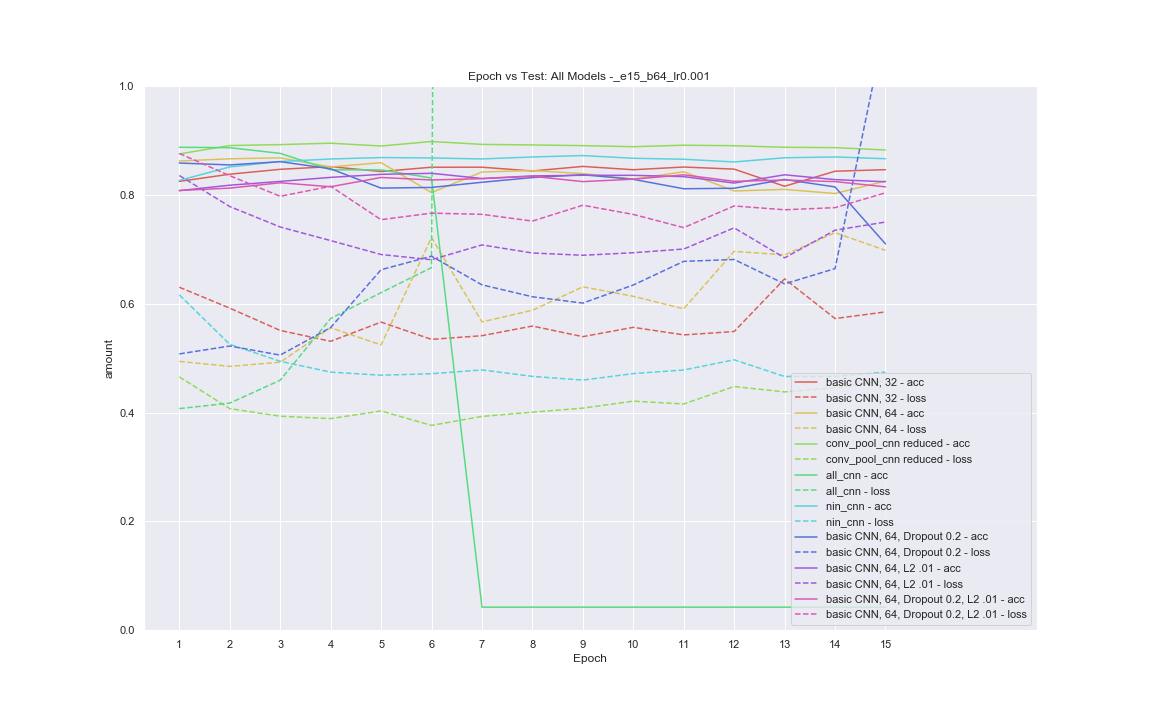 Epoch vs Test: All Models -_e15_b64_lr0.001
1.0
0.8
0.6
0.4
0.2
0.0
amount
1 2 3 4 5 6 7 8 9 10 11 12 13 14 15
Epoch
basic CNN, 32 - acc
basic CNN, 32 - loss
basic CNN, 64 - acc
basic CNN, 64 - loss
conv_pool_cnn reduced - acc
conv_pool_cnn reduced - loss
all_cnn - acc
all_cnn - loss
nin_cnn - acc
nin_cnn - loss
basic CNN, 64, Dropout 0.2 - acc
basic CNN, 64, Dropout 0.2 - loss
basic CNN, 64, L2 .01 - acc
basic CNN, 64, L2 .01 - loss
basic CNN, 64, Dropout 0.2, L2 .01 - acc
basic CNN, 64, Dropout 0.2, L2 .01 - loss